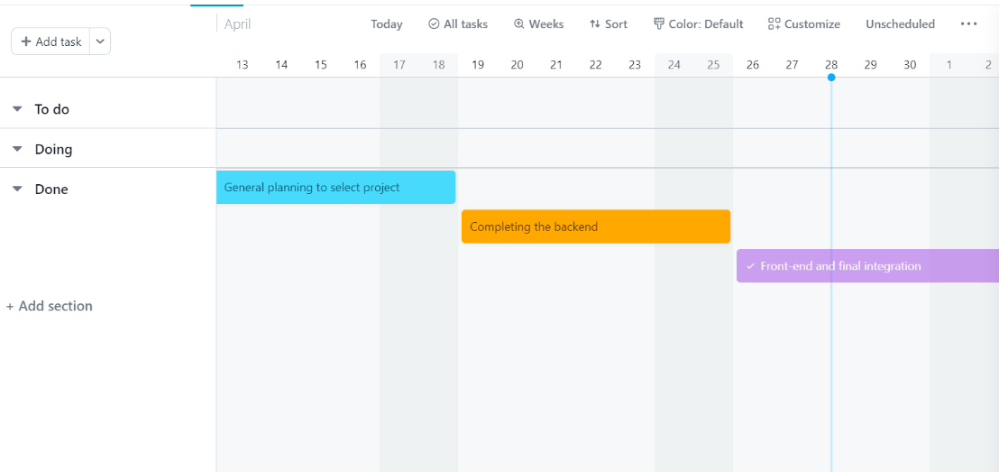 April
Today
All tasks
Weeks
Sort
Color: Default
Customize
Unscheduled
+ Add task
13 14 15 16 17 18 19 20 21 22 23 24 25 26 27 28 29 30 1 2
To do
Doing
Done
General planning to select project
Completing the backend
Front-end and final integration
+ Add section